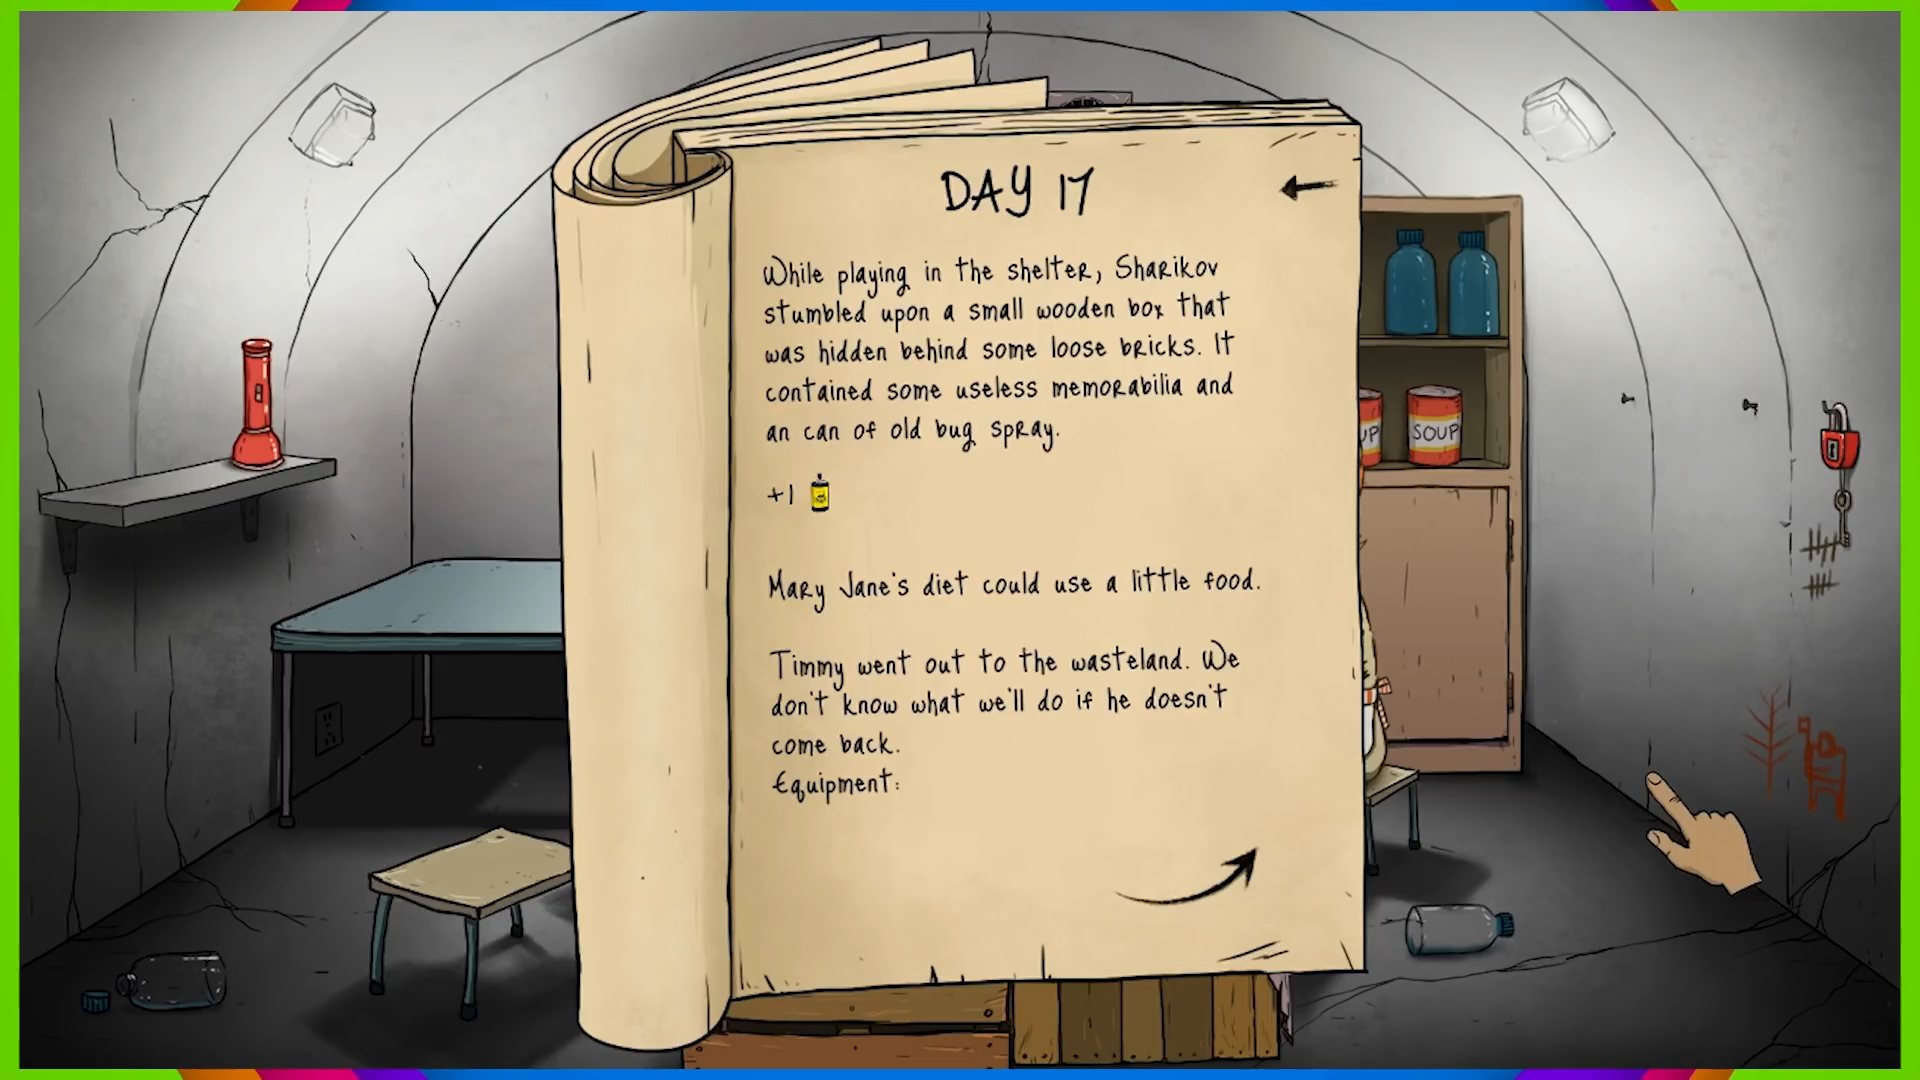 DAY 17
While playing in the shelter, Sharikov
stumbled upon a small wooden box that
was hidden behind some loose bricks. It
contained some useless memorabilia and
an can of old bug spray.
+1
Mary Jane's diet could use a little food.
Timmy went out to the wasteland. We
don't know what we'll do if he doesn't
come back.
Equipment:
UP
SOUP